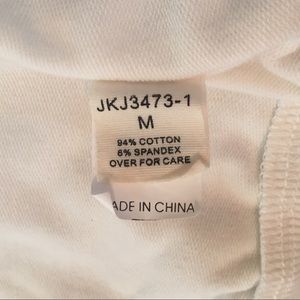 JKJ3473-1
M
94% COTTON
6% SPANDEX
OVER FOR CARE
ADE IN CHINA